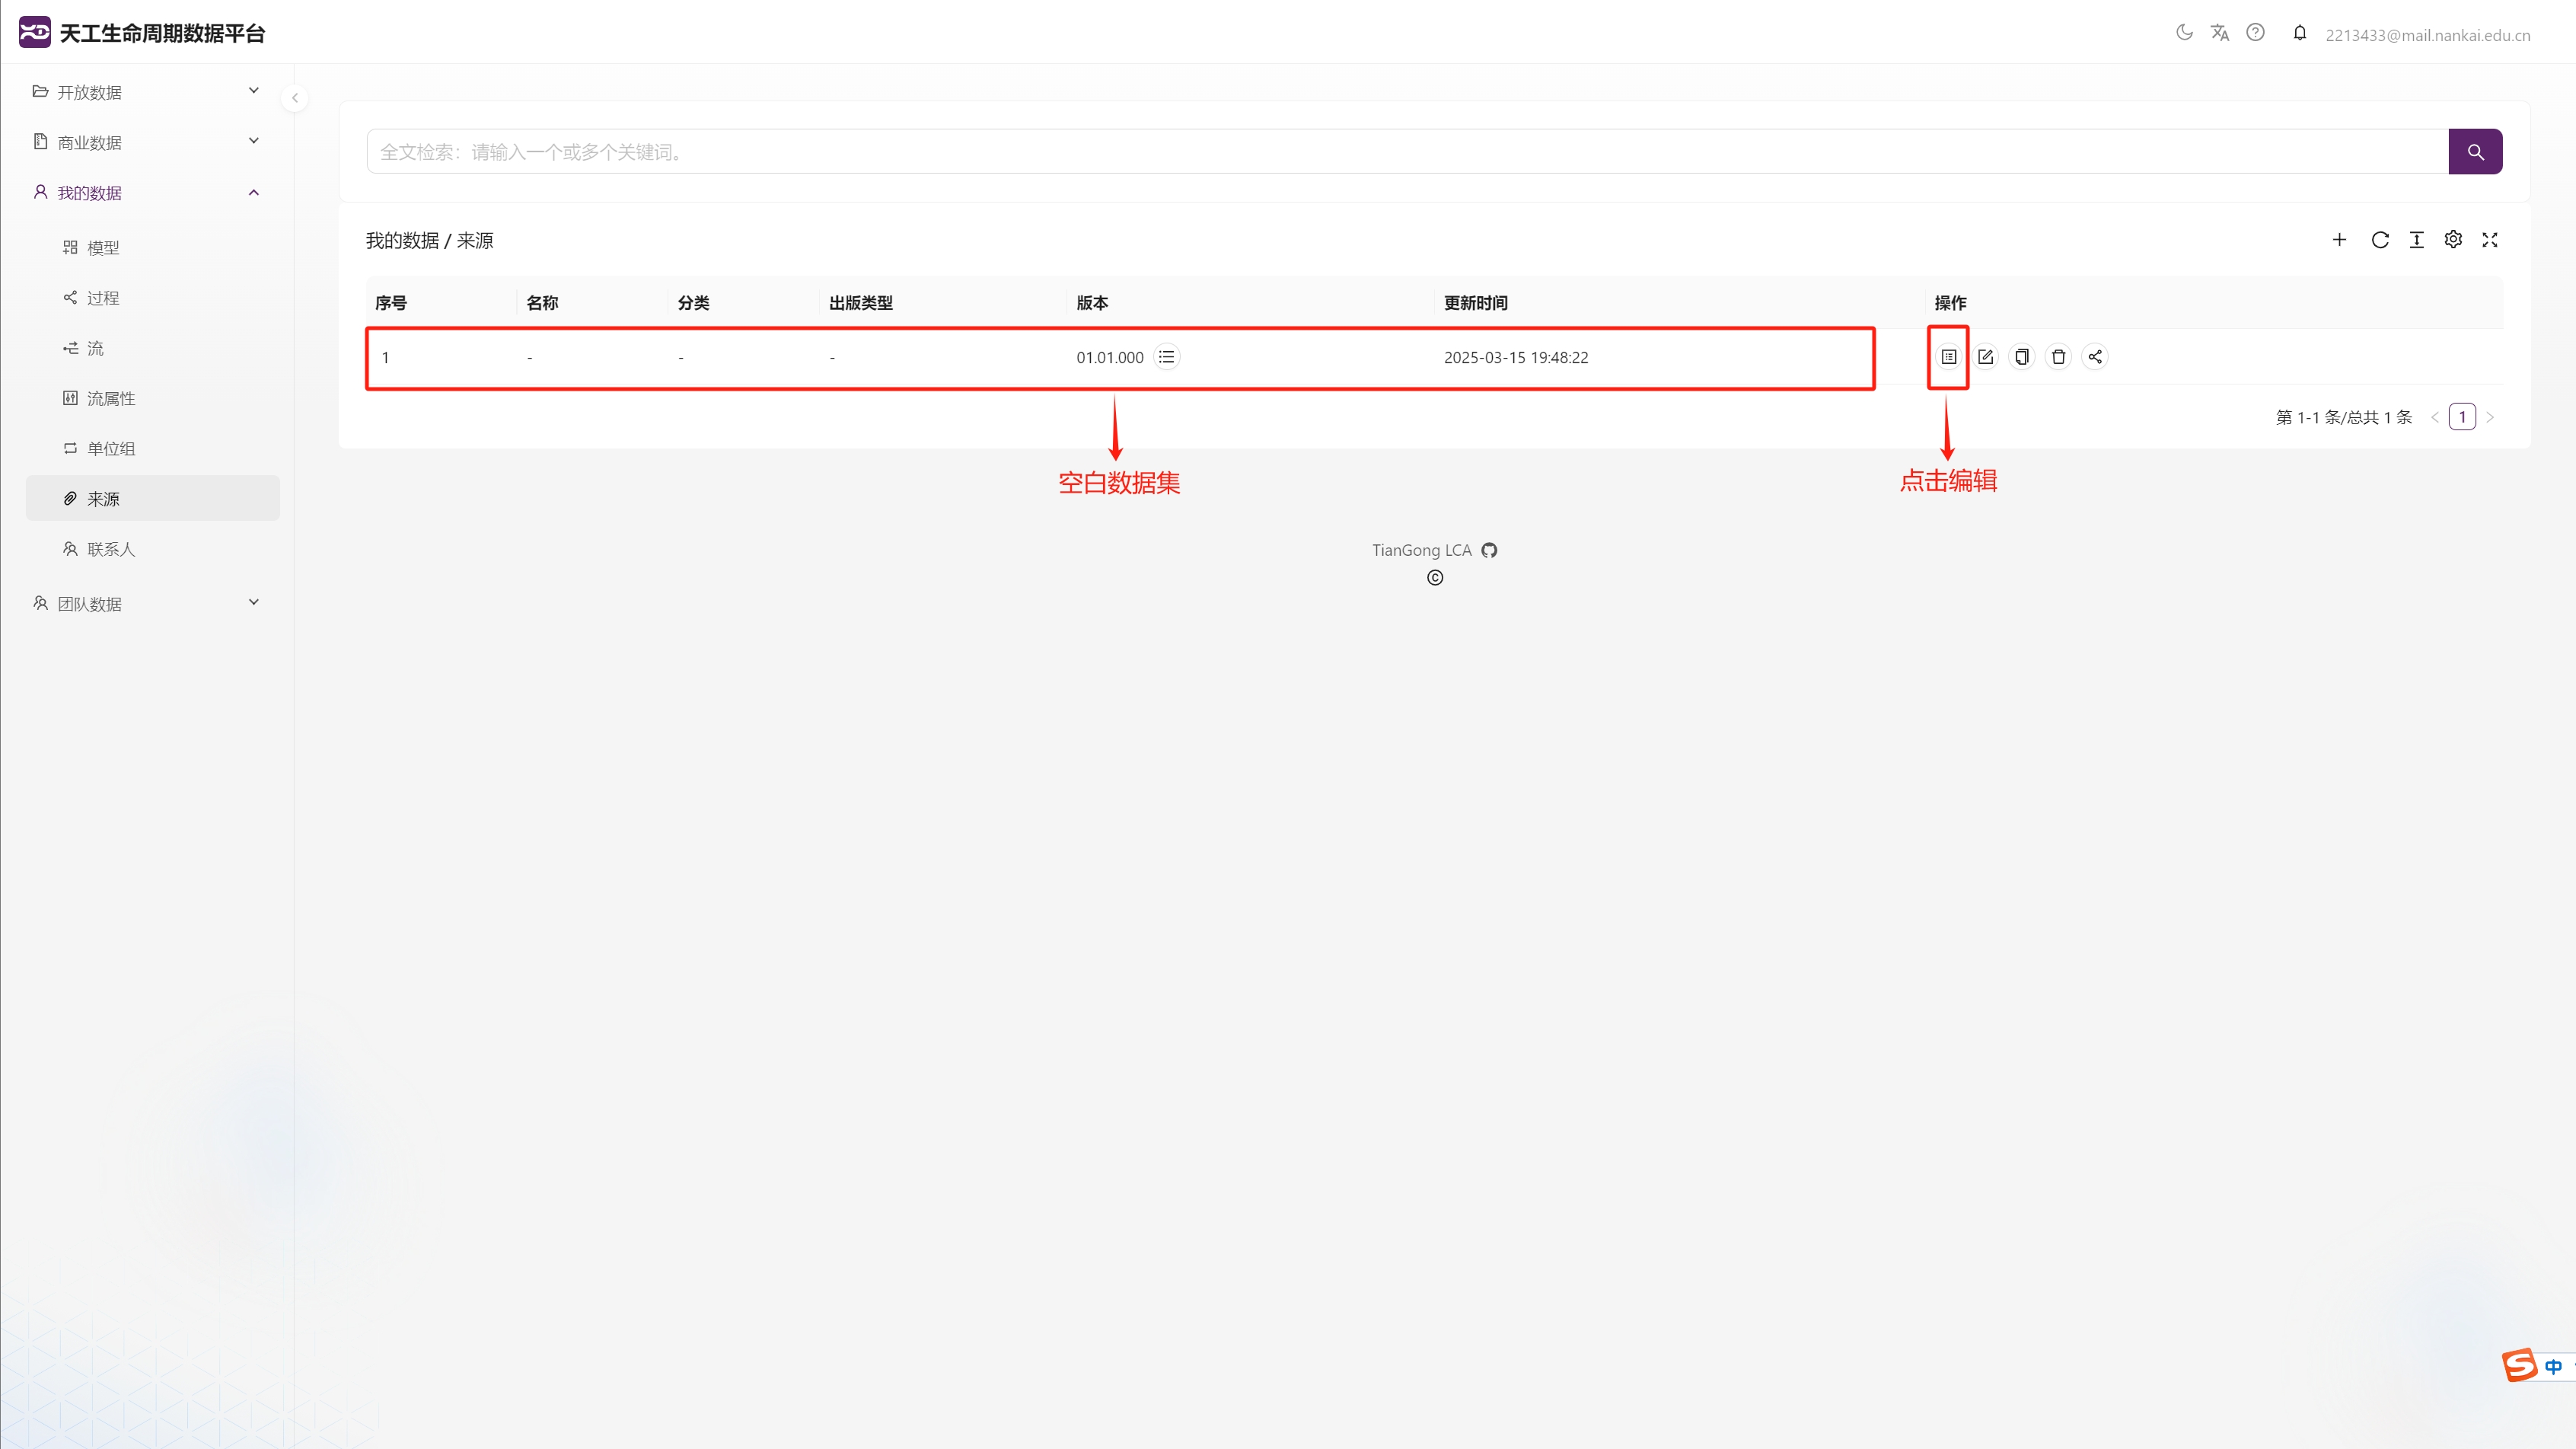 天工生命周期数据平台
2213433@mail.nankai.edu.cn
开放数据
商业数据
我的数据
模型
过程
流
流属性
单位组
来源
联系人
团队数据
全文检索：请输入一个或多个关键词。
我的数据 / 来源
序号 名称 分类 出版类型 版本 更新时间 操作
1 - - - 01.01.000 2025-03-15 19:48:22
第 1-1 条/总共 1 条 1
空白数据集
点击编辑
TianGong LCA
©
中